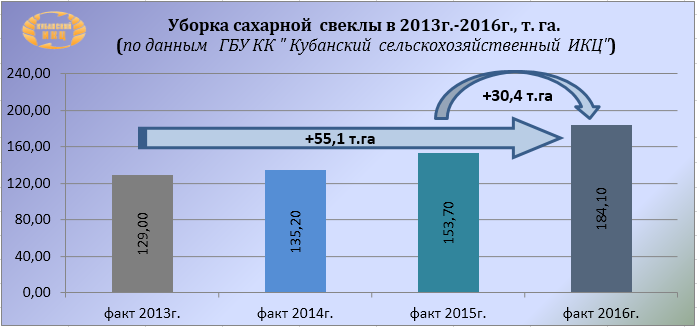 Уборка сахарной свеклы в 2013г.-2016г., т. га.
(по данным ГБУ КК " Кубанский сельскохозяйственный ИКЦ")
240,00
200,00
160,00
120,00
80,00
40,00
0,00
+30,4 т.га
+55,1 т.га
129,00
135,20
153,70
184,10
факт 2013г.
факт 2014г.
факт 2015г.
факт 2016г.